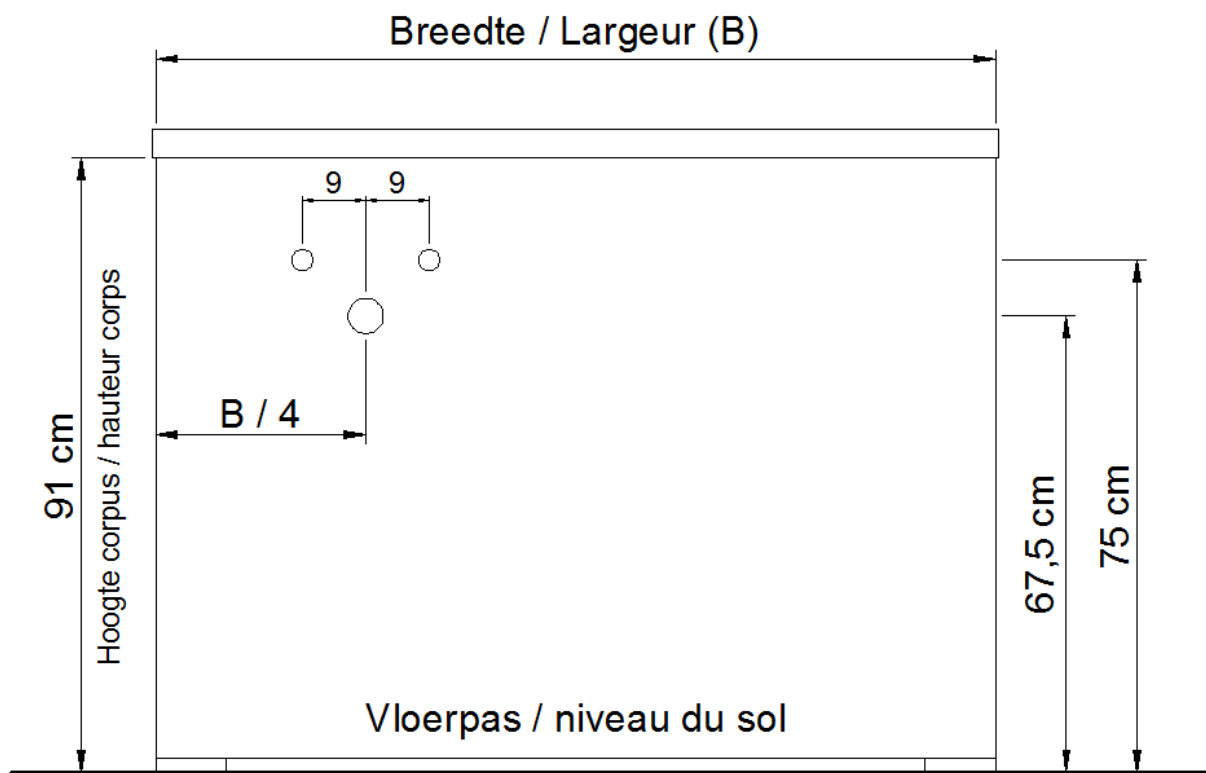 Breedte / Largeur (B)
9
9
B / 4
91 cm
Hoogte corpus / hauteur corps
67,5 cm
75 cm
Vloerpas / niveau du sol